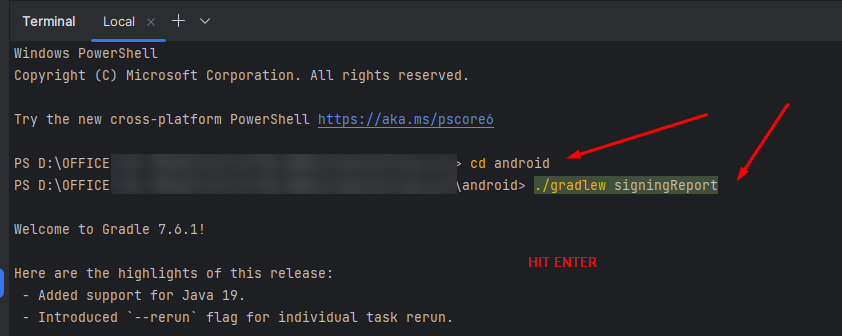 Terminal Local
Windows PowerShell
Copyright (C) Microsoft Corporation. All rights reserved.
Try the new cross-platform PowerShell https://aka.ms/pscore6
PS D:\OFFICE > cd android
PS D:\OFFICE \android> ./gradlew signingReport
Welcome to Gradle 7.6.1!
HIT ENTER
Here are the highlights of this release:
- Added support for Java 19.
- Introduced `--rerun` flag for individual task rerun.